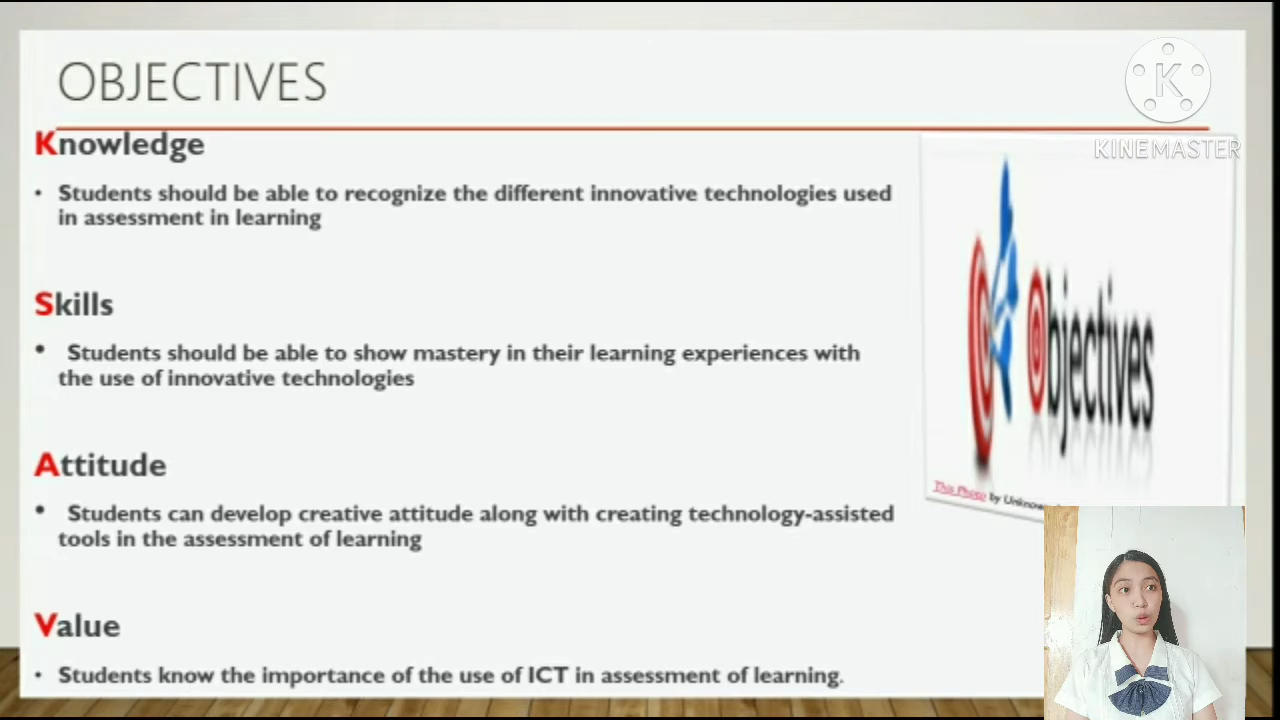 OBJECTIVES
K
KINEMASTER
Knowledge
• Students should be able to recognize the different innovative technologies used
in assessment in learning
Skills
• Students should be able to show mastery in their learning experiences with
the use of innovative technologies
Attitude
• Students can develop creative attitude along with creating technology-assisted
tools in the assessment of learning
Value
• Students know the importance of the use of ICT in assessment of learning.
Objectives
This Photo by